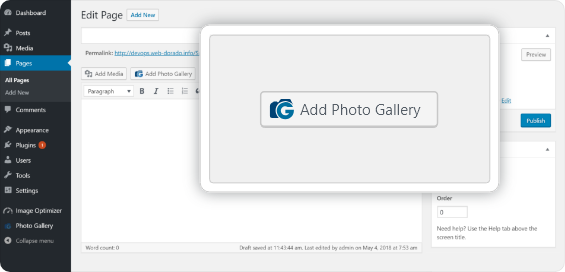 Dashboard
Posts
Media
Pages
All Pages
Add New
Comments
Appearance
Plugins 1
Users
Tools
Settings
Image Optimizer
Photo Gallery
Collapse menu
Edit Page Add New
Permalink: http://devops.web-dorado.info/5
Add Media Add Photo Gallery
Paragraph B I
Add Photo Gallery
Preview
Edit
Publish
Order
0
Need help? Use the Help tab above the
screen title.
Word count: 0 Draft saved at 11:43:44 am. Last edited by admin on May 4, 2018 at 7:53 am